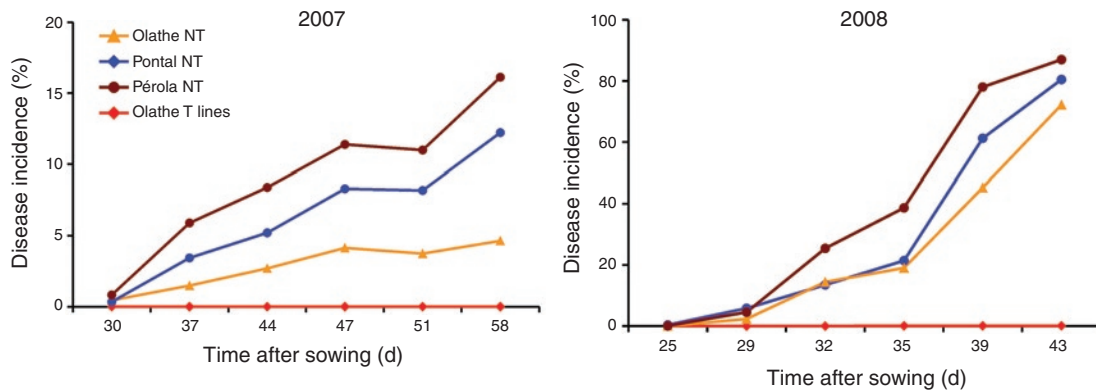 2007
Disease incidence (%)
20
15
10
5
0
Olathe NT
Pontal NT
Pérola NT
Olathe T lines
30 37 44 47 51 58
Time after sowing (d)
2008
Disease incidence (%)
100
80
60
40
20
0
25 29 32 35 39 43
Time after sowing (d)